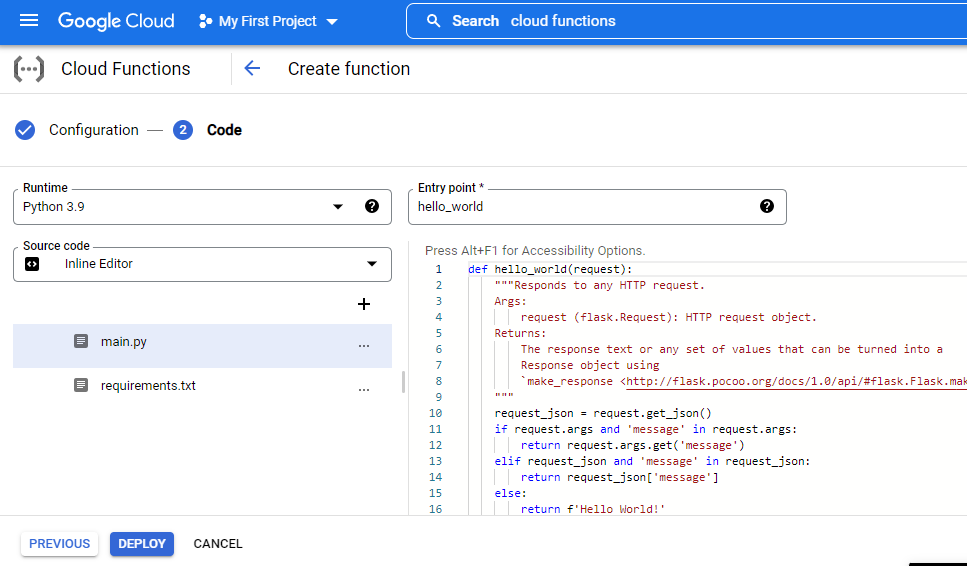 Google Cloud My First Project Search cloud functions
Cloud Functions Create function
Configuration 2 Code
Runtime
Python 3.9
Entry point *
hello_world
Source code
Inline Editor
main.py ...
requirements.txt ...
Press Alt+F1 for Accessibility Options.
1 def hello_world(request):
2 """Responds to any HTTP request.
3 Args:
4 request (flask.Request): HTTP request object.
5 Returns:
6 The response text or any set of values that can be turned into a
7 Response object using
8 `make_response <http://flask.pocoo.org/docs/1.0/api/#flask.Flask.mak
9 """
10 request_json = request.get_json()
11 if request.args and 'message' in request.args:
12 return request.args.get('message')
13 elif request_json and 'message' in request_json:
14 return request_json['message']
15 else:
16 return f'Hello World!'
PREVIOUS DEPLOY CANCEL